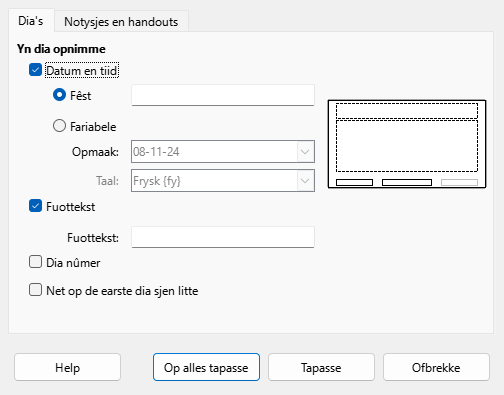 Dia's
Notysjes en handouts
Yn dia opnimme
Datum en tiid
Fêst
Fariabele
Opmaak:
08-11-24
Taal:
Frysk {fy}
Fuottekst
Fuottekst:
Dia nûmer
Net op de earste dia sjen litte
Help
Op alles tapasse
Tapasse
Ofbrekke